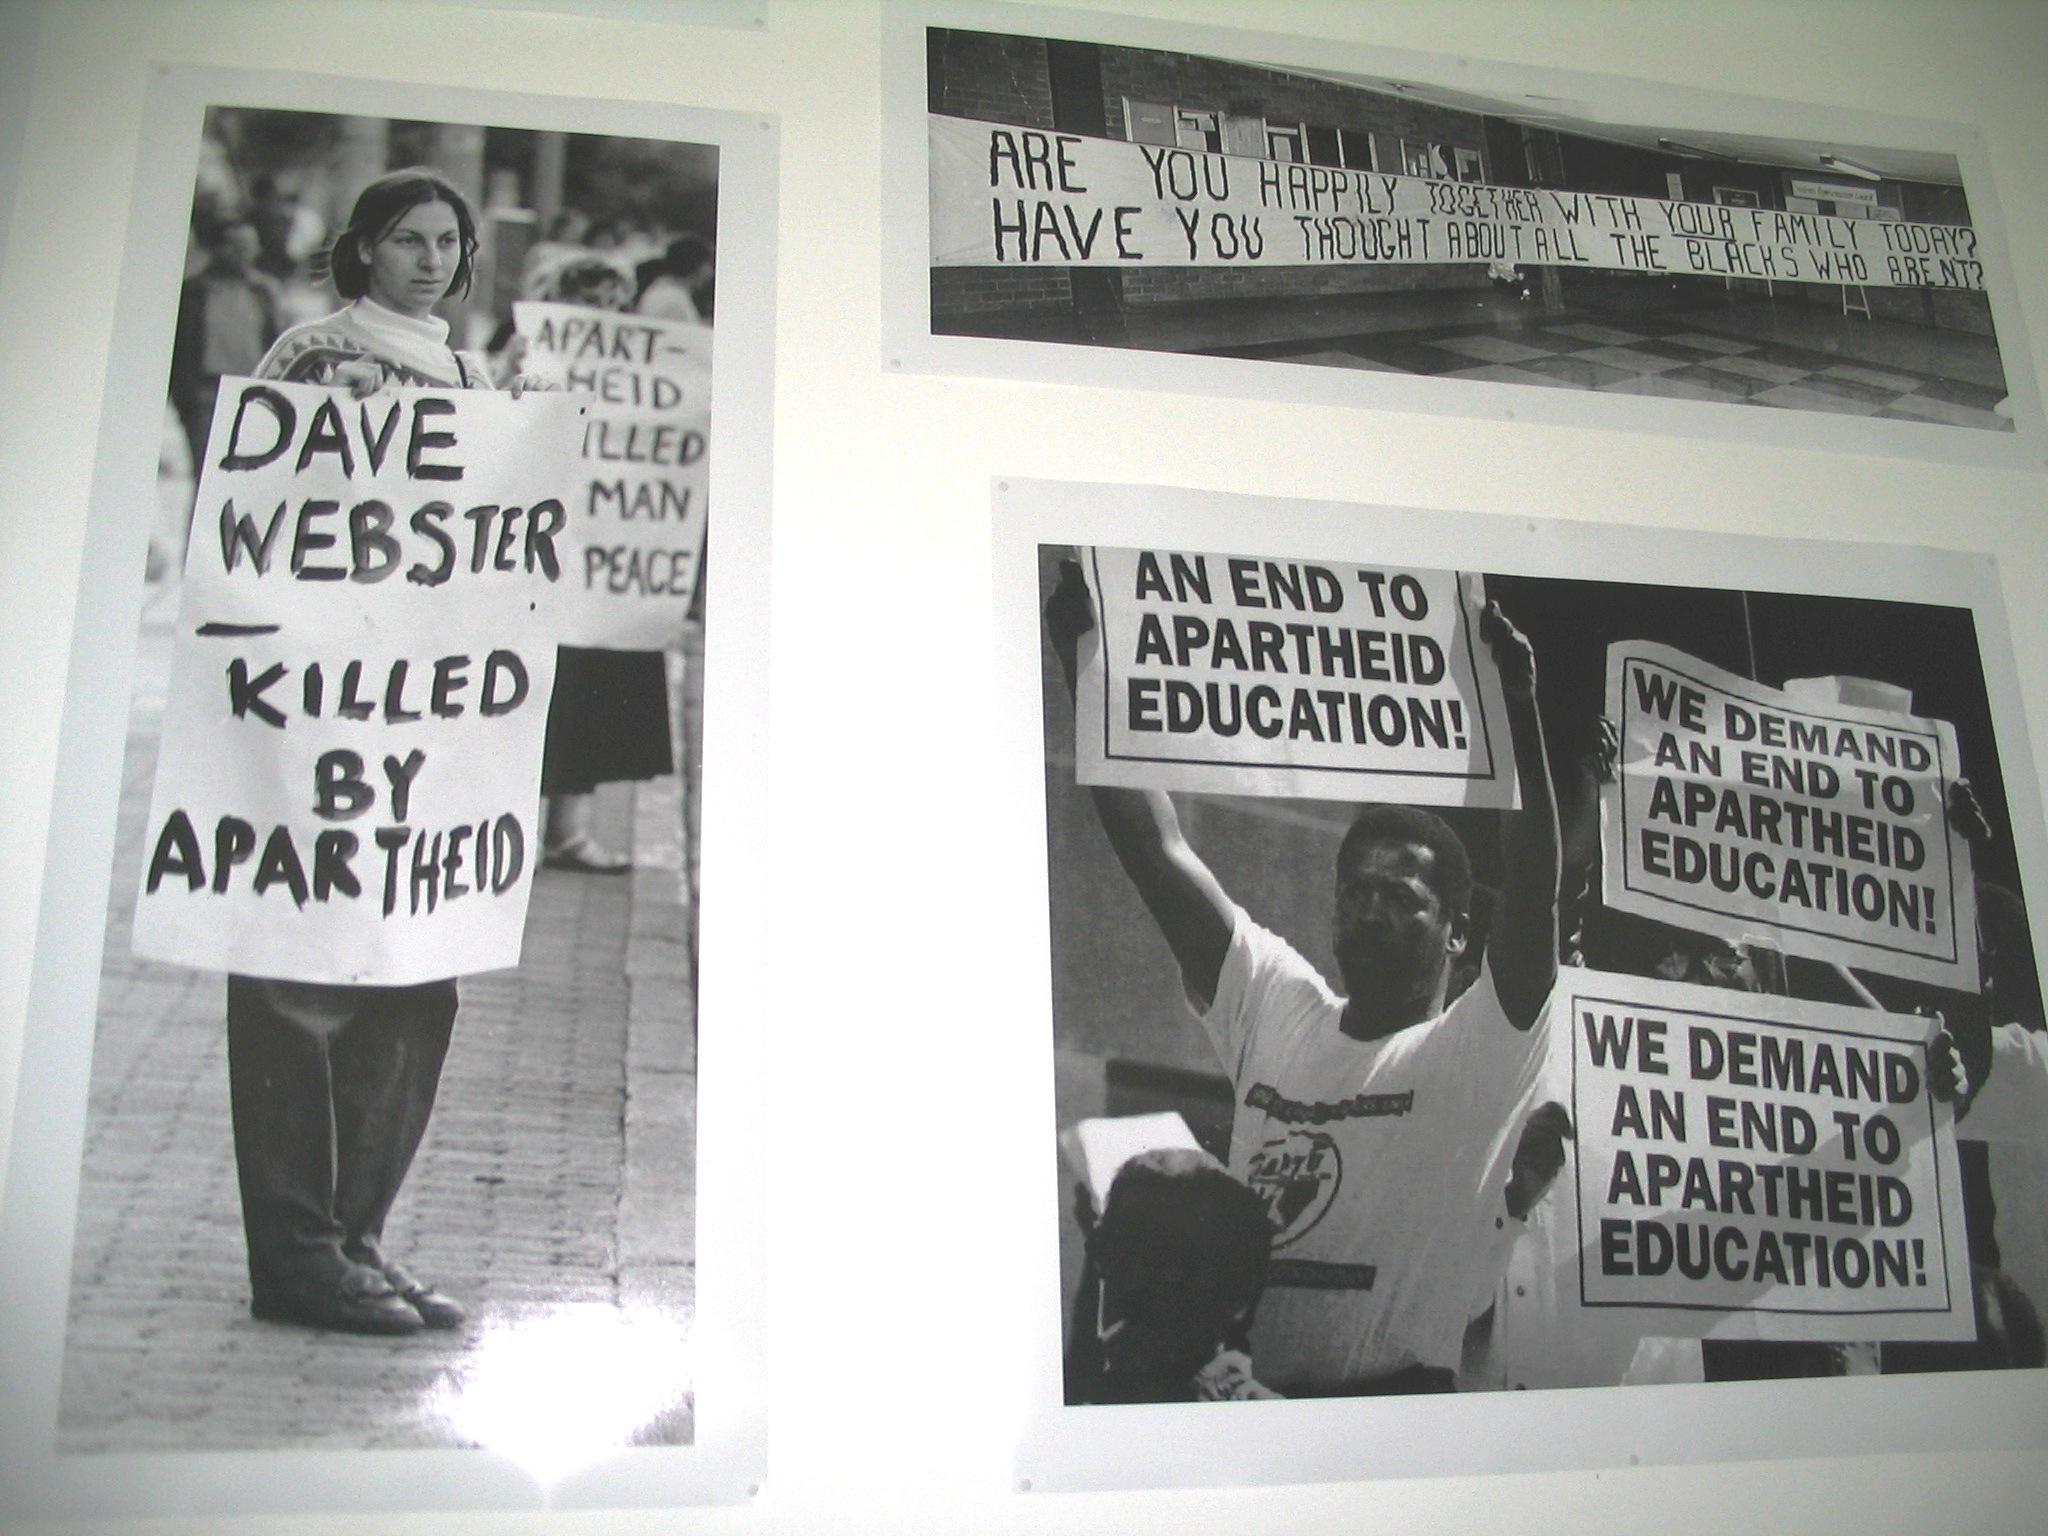 DAVE
WEBSTER
— KILLED
BY
APARTHEID
APART-
HEID
ILLED
MAN
PEACE
ARE YOU HAPPILY TOGETHER WITH YOUR FAMILY TODAY?
HAVE YOU THOUGHT ABOUT ALL THE BLACKS WHO ARENT?
AN END TO
APARTHEID
EDUCATION!
WE DEMAND
AN END TO
APARTHEID
EDUCATION!
WE DEMAND
AN END TO
APARTHEID
EDUCATION!